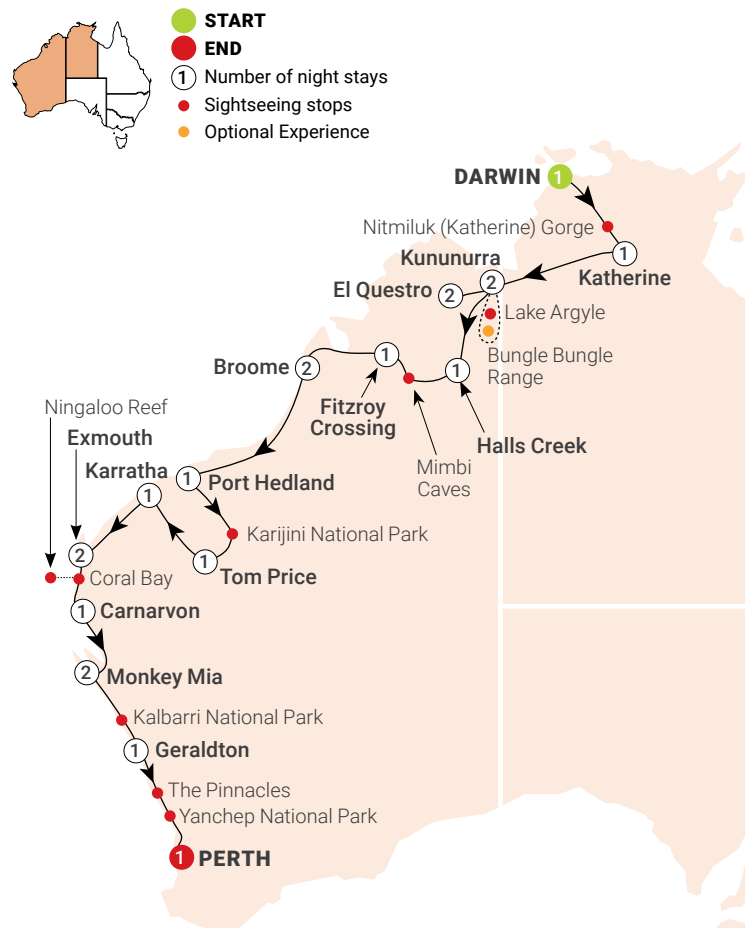 START
END
1 Number of night stays
Sightseeing stops
Optional Experience
DARWIN 1
Nitmiluk (Katherine) Gorge
1
Katherine
Kununurra
2
El Questro 2
Lake Argyle
Bungle Bungle
Range
1
Halls Creek
Mimbi
Caves
1
Fitzroy
Crossing
Broome 2
1
Port Hedland
Karijini National Park
1
Tom Price
Karratha
1
Ningaloo Reef
Exmouth
2
Coral Bay
1 Carnarvon
2 Monkey Mia
Kalbarri National Park
1 Geraldton
The Pinnacles
Yanchep National Park
1 PERTH